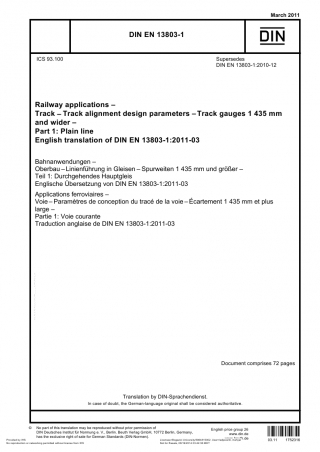 March 2011
DIN EN 13803-1
DIN
ICS 93.100
Supersedes
DIN EN 13803-1:2010-12
Railway applications –
Track – Track alignment design parameters – Track gauges 1 435 mm
and wider –
Part 1: Plain line
English translation of DIN EN 13803-1:2011-03
Bahnanwendungen –
Oberbau – Linienführung in Gleisen – Spurweiten 1 435 mm und größer –
Teil 1: Durchgehendes Hauptgleis
Englische Übersetzung von DIN EN 13803-1:2011-03
Applications ferroviaires –
Voie – Paramètres de conception du tracé de la voie – Écartement 1 435 mm et plus
large –
Partie 1: Voie courante
Traduction anglaise de DIN EN 13803-1:2011-03
Document comprises 72 pages
Translation by DIN-Sprachendienst.
In case of doubt, the German-language original shall be considered authoritative.
© No part of this translation may be reproduced without prior permission of
DIN Deutsches Institut für Normung e. V., Berlin. Beuth Verlag GmbH, 10772 Berlin, Germany,
has the exclusive right of sale for German Standards (DIN-Normen).
English price group 26
www.din.de
03.11